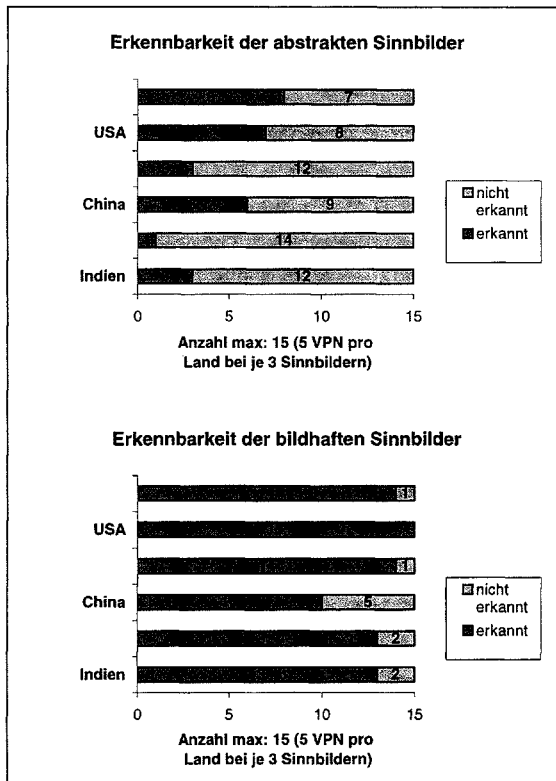 Erkennbarkeit der abstrakten Sinnbilder
7
USA
8
12
China
9
14
Indien
12
nicht
erkannt
erkannt
0 5 10 15
Anzahl max: 15 (5 VPN pro
Land bei je 3 Sinnbildern)
Erkennbarkeit der bildhaften Sinnbilder
1
USA
1
China
5
2
Indien
2
nicht
erkannt
erkannt
0 5 10 15
Anzahl max: 15 (5 VPN pro
Land bei je 3 Sinnbildern)